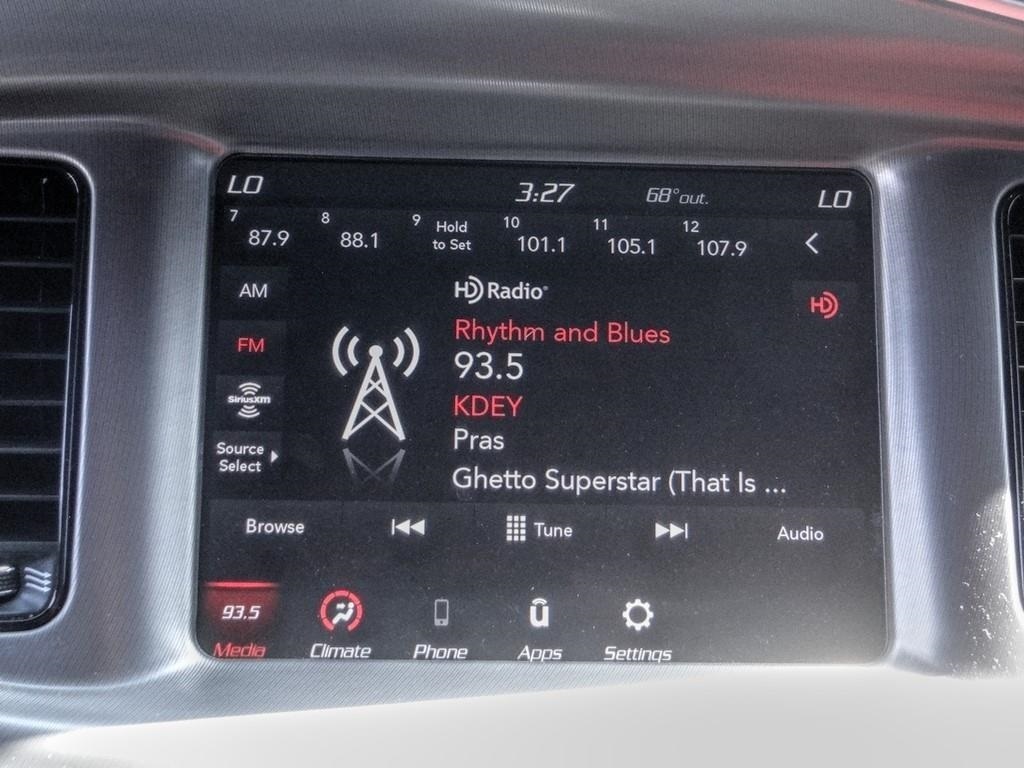 LO 3:27 68° out. LO
7 87.9 8 88.1 9 Hold to Set 10 101.1 11 105.1 12 107.9
AM
FM
SiriusXM
Source
Select
HD Radio®
HD
Rhythm and Blues
93.5
KDEY
Pras
Ghetto Superstar (That Is ...
Browse Tune Audio
93.5
Media Climate Phone Apps Settings